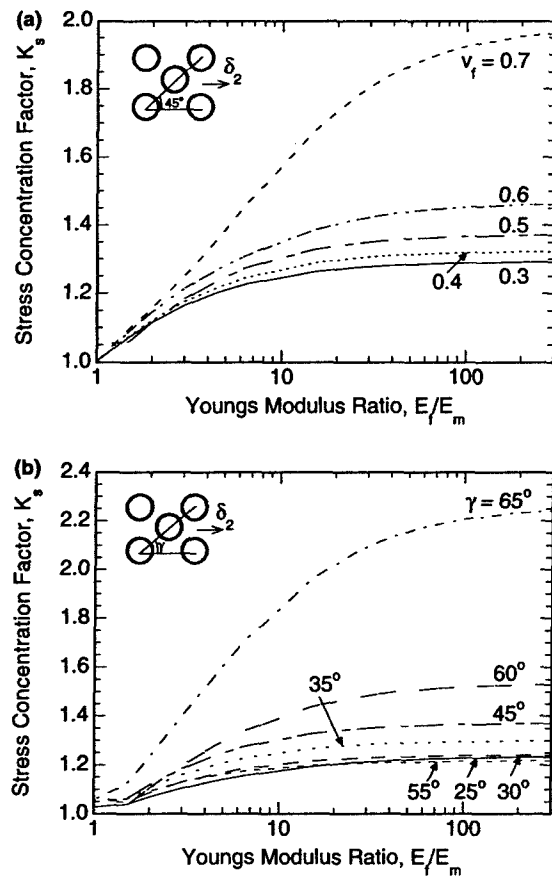 (a)
2.0
1.8
1.6
1.4
1.2
1.0
Stress Concentration Factor, K_s
45°
δ_2
v_f = 0.7
0.6
0.5
0.4
0.3
1
10
100
Youngs Modulus Ratio, E_f/E_m
(b)
2.4
2.2
2.0
1.8
1.6
1.4
1.2
1.0
Stress Concentration Factor, K_s
γ
δ_2
γ = 65°
60°
45°
35°
55°
25°
30°
1
10
100
Youngs Modulus Ratio, E_f/E_m